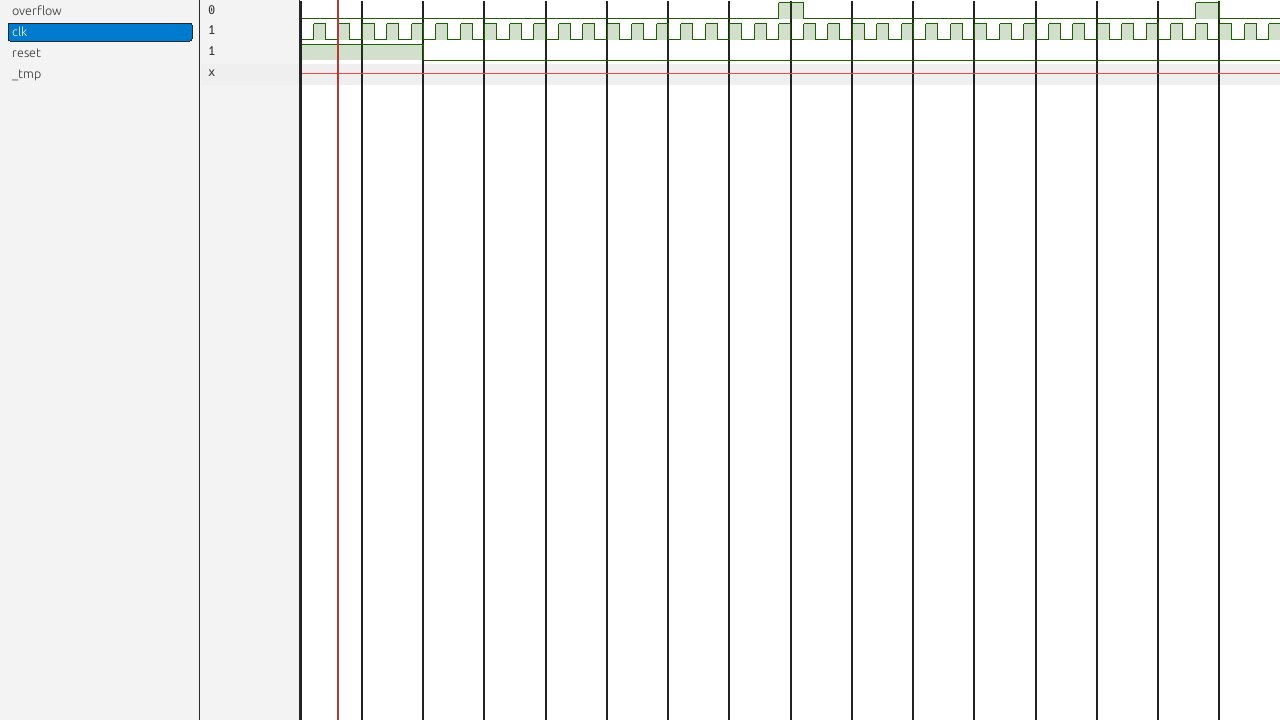 overflow 0
clk 1
reset 1
_tmp x